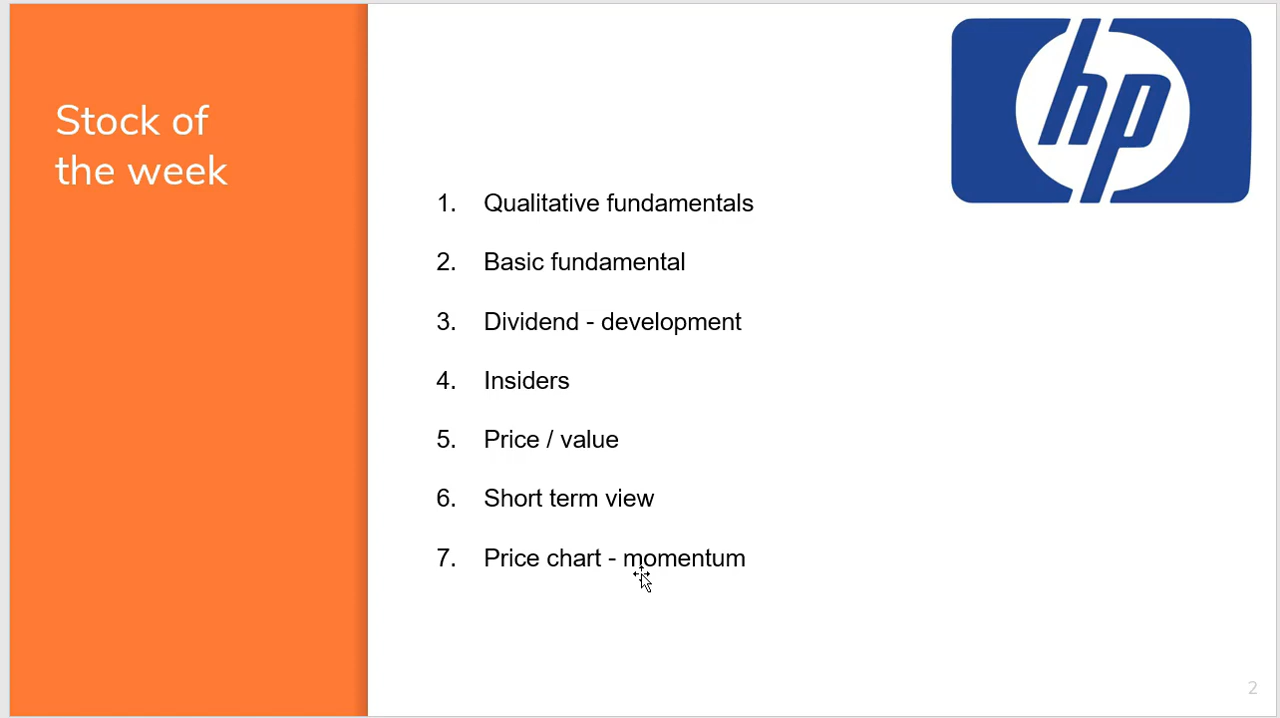 Stock of
the week
hp
1. Qualitative fundamentals
2. Basic fundamental
3. Dividend - development
4. Insiders
5. Price / value
6. Short term view
7. Price chart - momentum
2